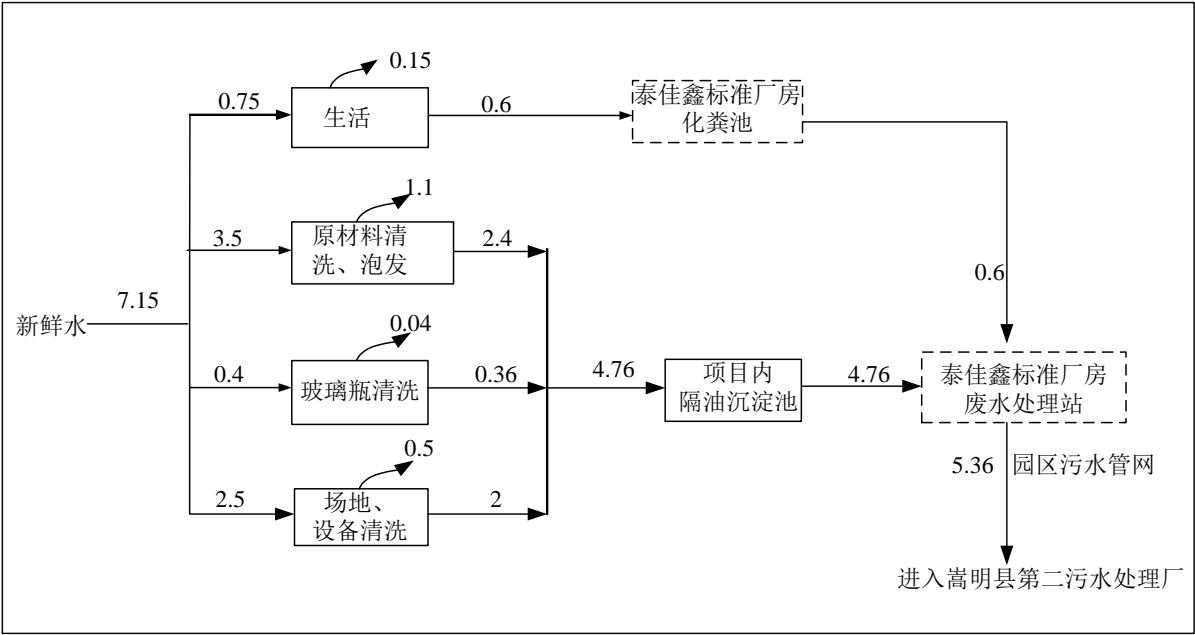 0.15
0.75
生活
0.6
泰佳鑫标准厂房
化粪池
1.1
3.5
原材料清
洗、泡发
2.4
0.6
7.15
新鲜水
0.04
0.4
玻璃瓶清洗
0.36
4.76
项目内
隔油沉淀池
4.76
泰佳鑫标准厂房
废水处理站
0.5
2.5
场地、
设备清洗
2
5.36
园区污水管网
进入嵩明县第二污水处理厂